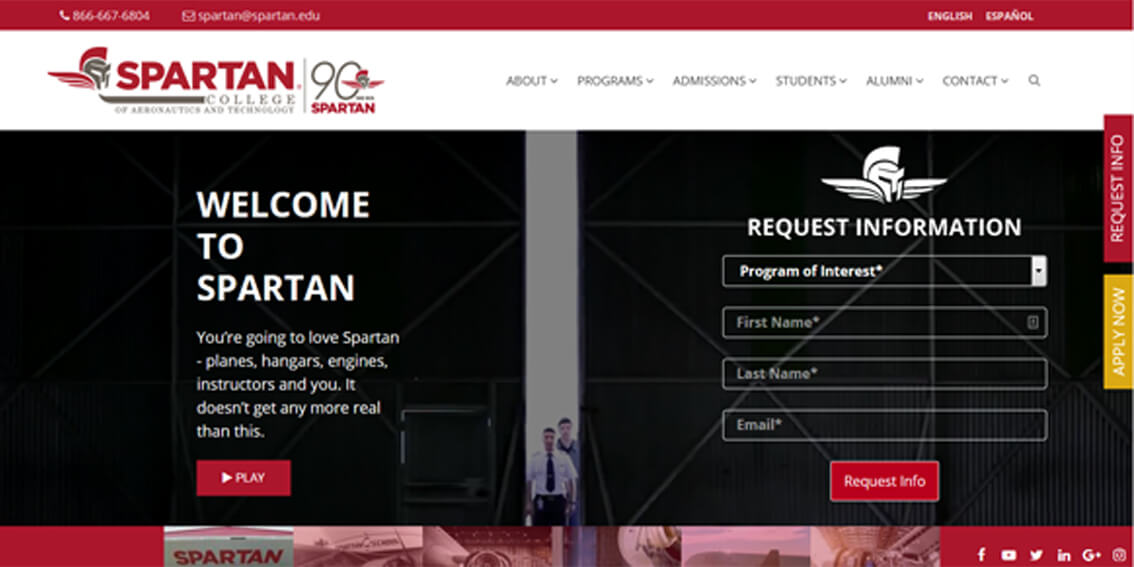 866-667-6804 spartan@spartan.edu ENGLISH ESPAÑOL
SPARTAN
COLLEGE
OF AERONAUTICS AND TECHNOLOGY
90
SPARTAN
ABOUT PROGRAMS ADMISSIONS STUDENTS ALUMNI CONTACT
WELCOME
TO
SPARTAN
You're going to love Spartan
- planes, hangars, engines,
instructors and you. It
doesn't get any more real
than this.
PLAY
REQUEST INFORMATION
Program of Interest*
First Name*
Last Name*
Email*
Request Info
REQUEST INFO
APPLY NOW
SPARTAN